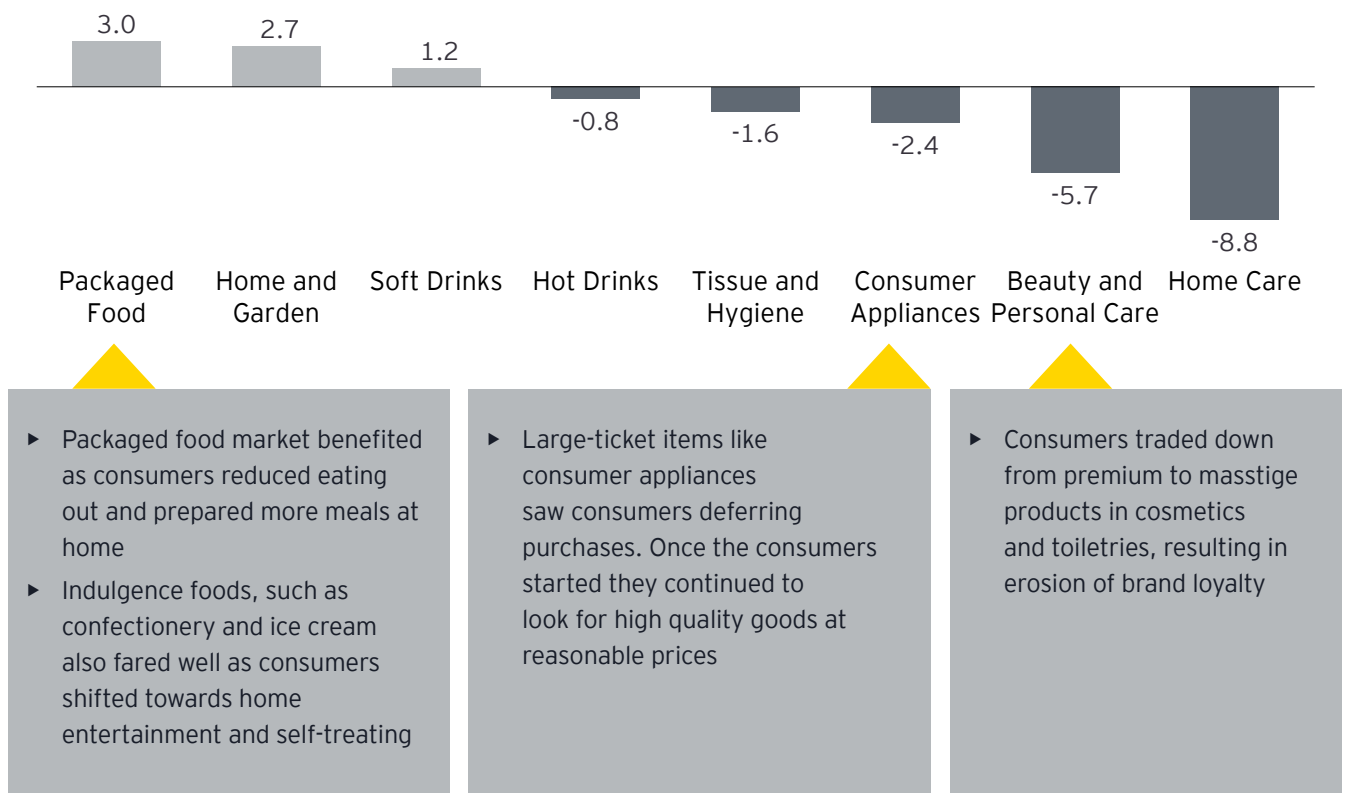 3.0
2.7
1.2
-0.8
-1.6
-2.4
-5.7
-8.8
Packaged
Food
Home and
Garden
Soft Drinks
Hot Drinks
Tissue and
Hygiene
Consumer
Appliances
Beauty and
Personal Care
Home Care
► Packaged food market benefited
as consumers reduced eating
out and prepared more meals at
home
► Indulgence foods, such as
confectionery and ice cream
also fared well as consumers
shifted towards home
entertainment and self-treating
► Large-ticket items like
consumer appliances
saw consumers deferring
purchases. Once the consumers
started they continued to
look for high quality goods at
reasonable prices
► Consumers traded down
from premium to masstige
products in cosmetics
and toiletries, resulting in
erosion of brand loyalty